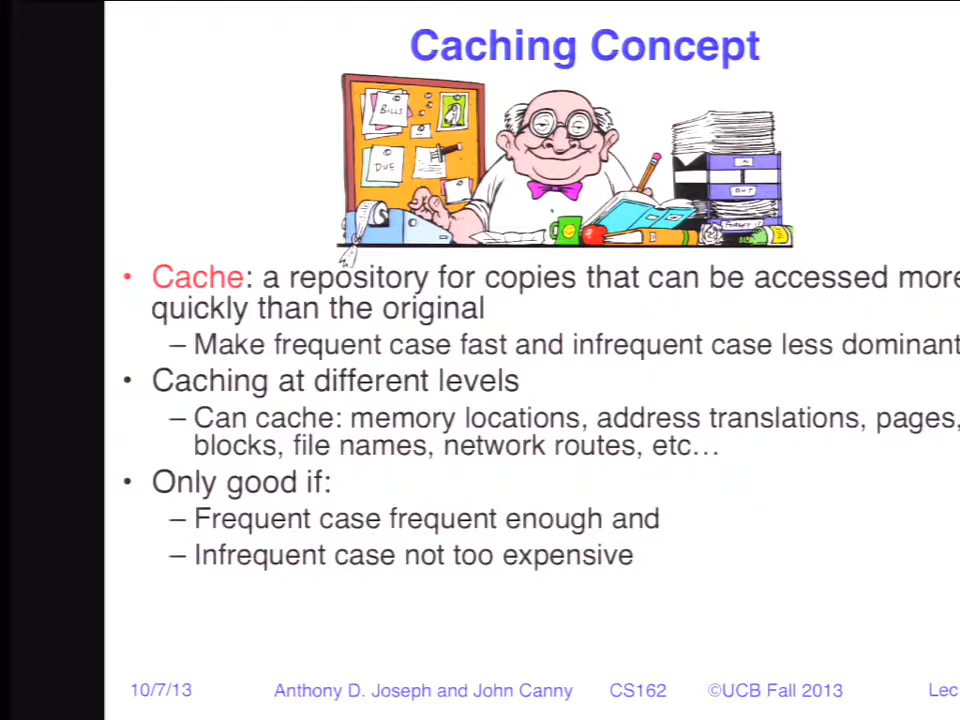 Caching Concept
BILLS
DUE
IN
OUT
• Cache: a repository for copies that can be accessed more
quickly than the original
– Make frequent case fast and infrequent case less dominant
• Caching at different levels
– Can cache: memory locations, address translations, pages,
blocks, file names, network routes, etc…
• Only good if:
– Frequent case frequent enough and
– Infrequent case not too expensive
10/7/13 Anthony D. Joseph and John Canny CS162 ©UCB Fall 2013 Lec